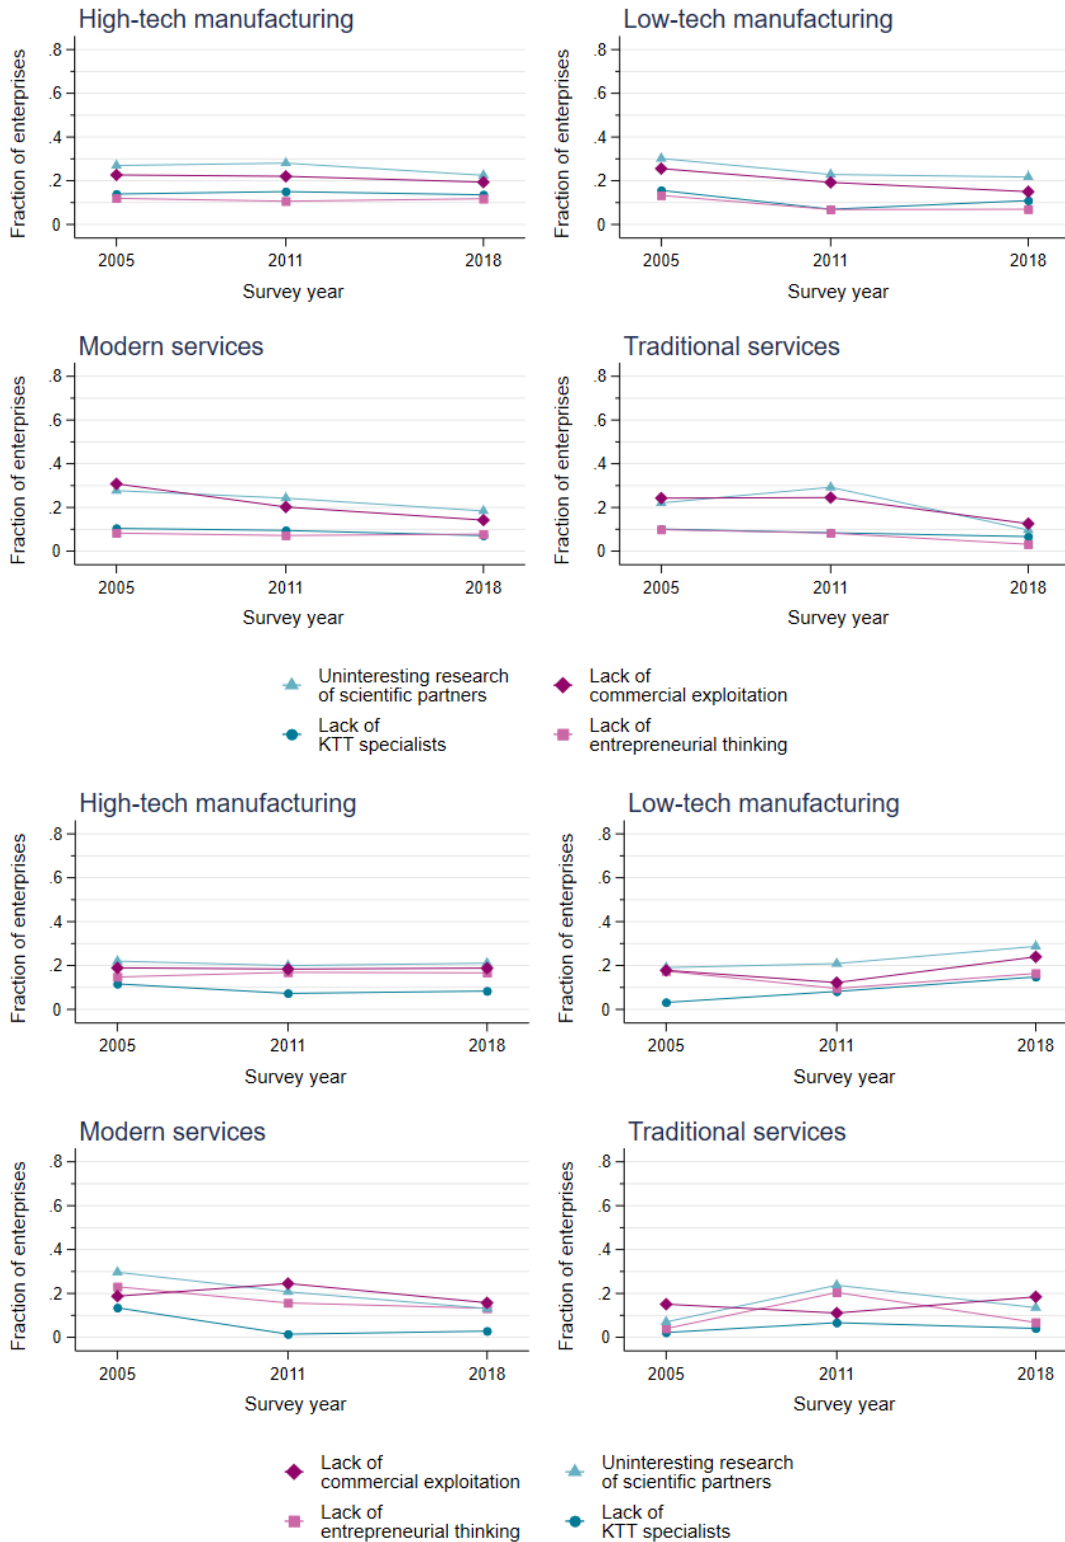 High-tech manufacturing
Fraction of enterprises
.8
.6
.4
.2
0
2005 2011 2018
Survey year
Low-tech manufacturing
Fraction of enterprises
.8
.6
.4
.2
0
2005 2011 2018
Survey year
Modern services
Fraction of enterprises
.8
.6
.4
.2
0
2005 2011 2018
Survey year
Traditional services
Fraction of enterprises
.8
.6
.4
.2
0
2005 2011 2018
Survey year
Uninteresting research
of scientific partners
Lack of
commercial exploitation
Lack of
KTT specialists
Lack of
entrepreneurial thinking
High-tech manufacturing
Fraction of enterprises
.8
.6
.4
.2
0
2005 2011 2018
Survey year
Low-tech manufacturing
Fraction of enterprises
.8
.6
.4
.2
0
2005 2011 2018
Survey year
Modern services
Fraction of enterprises
.8
.6
.4
.2
0
2005 2011 2018
Survey year
Traditional services
Fraction of enterprises
.8
.6
.4
.2
0
2005 2011 2018
Survey year
Lack of
commercial exploitation
Uninteresting research
of scientific partners
Lack of
entrepreneurial thinking
Lack of
KTT specialists